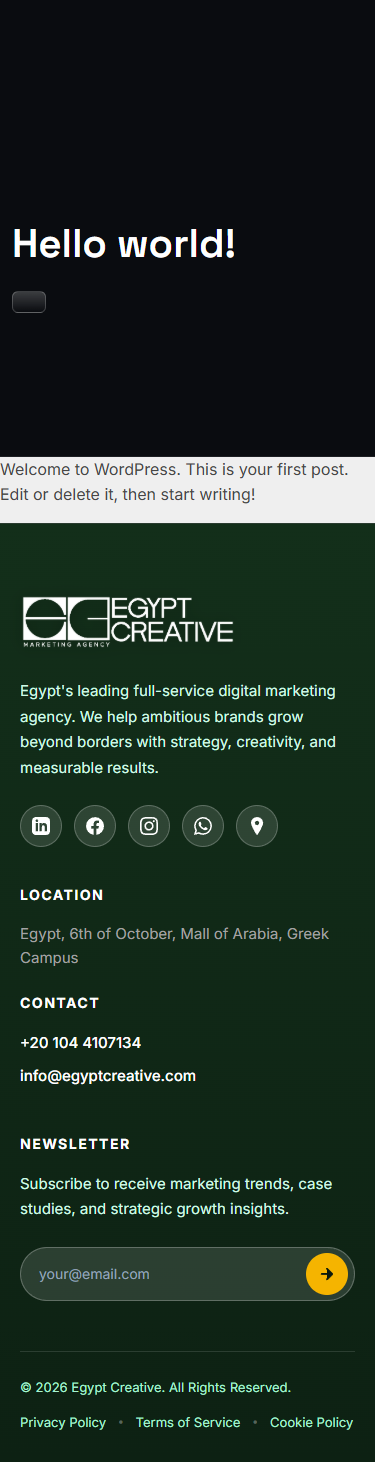 Hello world!
Welcome to WordPress. This is your first post.
Edit or delete it, then start writing!
EGYPT
CREATIVE
MARKETING AGENCY
Egypt's leading full-service digital marketing
agency. We help ambitious brands grow
beyond borders with strategy, creativity, and
measurable results.
LOCATION
Egypt, 6th of October, Mall of Arabia, Greek
Campus
CONTACT
+20 104 4107134
info@egyptcreative.com
NEWSLETTER
Subscribe to receive marketing trends, case
studies, and strategic growth insights.
your@email.com
© 2026 Egypt Creative. All Rights Reserved.
Privacy Policy • Terms of Service • Cookie Policy